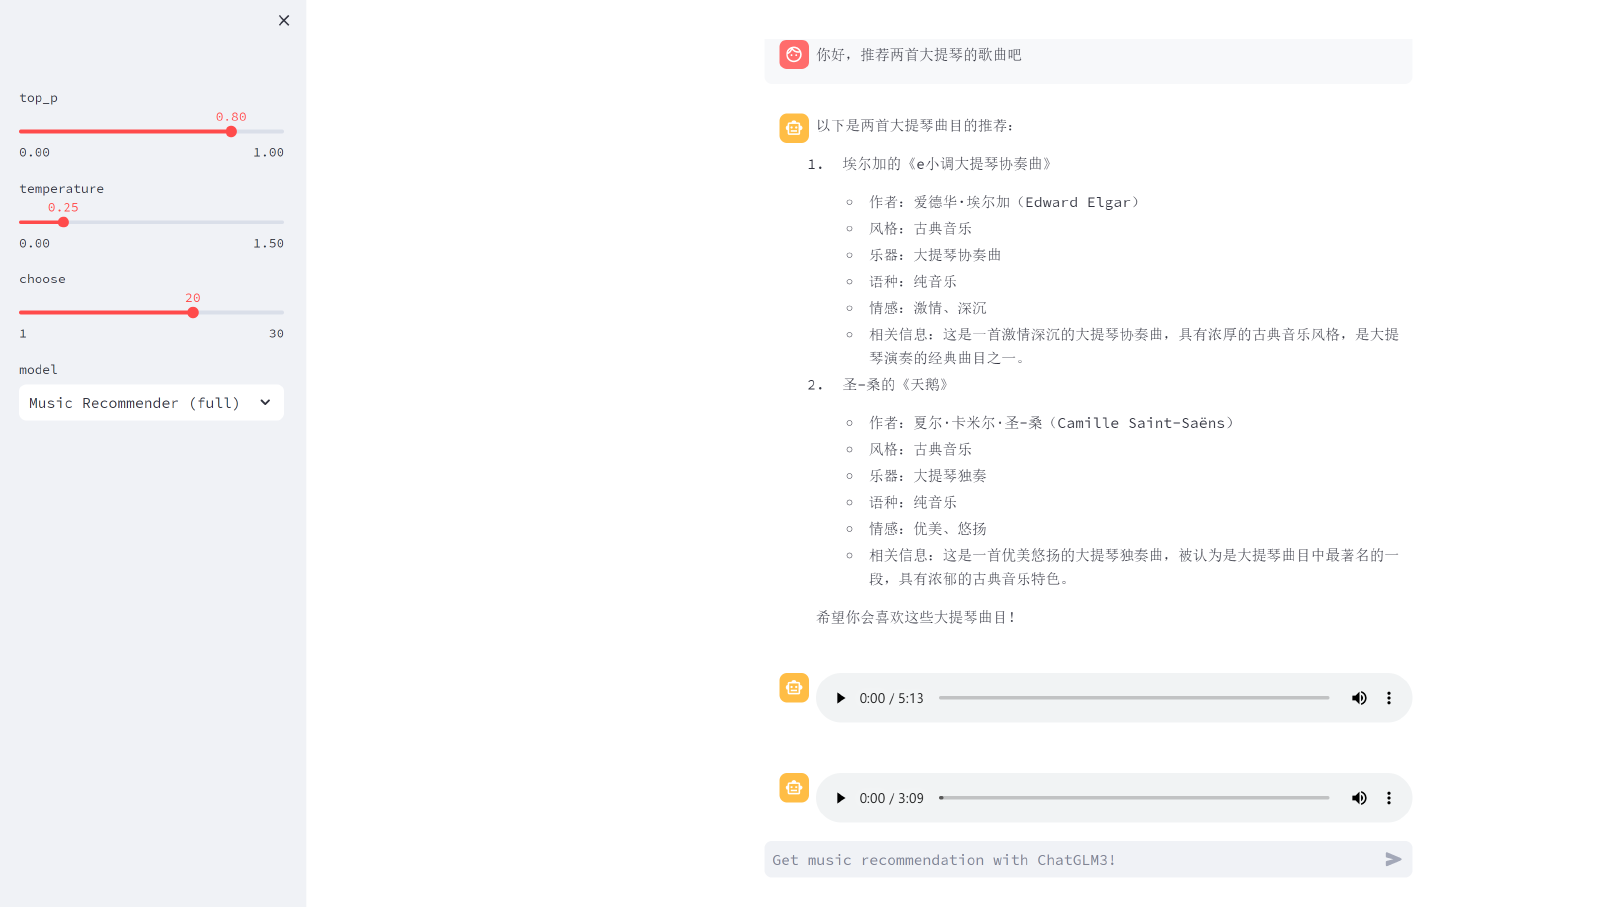 top_p
0.80
0.00 1.00
temperature
0.25
0.00 1.50
choose
20
1 30
model
Music Recommender (full)
你好，推荐两首大提琴的歌曲吧
以下是两首大提琴曲目的推荐：
1. 埃尔加的《e小调大提琴协奏曲》
作者：爱德华·埃尔加（Edward Elgar）
风格：古典音乐
乐器：大提琴协奏曲
语种：纯音乐
情感：激情、深沉
相关信息：这是一首激情深沉的大提琴协奏曲，具有浓厚的古典音乐风格，是大提
琴演奏的经典曲目之一。
2. 圣-桑的《天鹅》
作者：夏尔·卡米尔·圣-桑（Camille Saint-Saëns）
风格：古典音乐
乐器：大提琴独奏
语种：纯音乐
情感：优美、悠扬
相关信息：这是一首优美悠扬的大提琴独奏曲，被认为是大提琴曲目中最著名的一
段，具有浓郁的古典音乐特色。
希望你会喜欢这些大提琴曲目！
0:00 / 5:13
0:00 / 3:09
Get music recommendation with ChatGLM3!